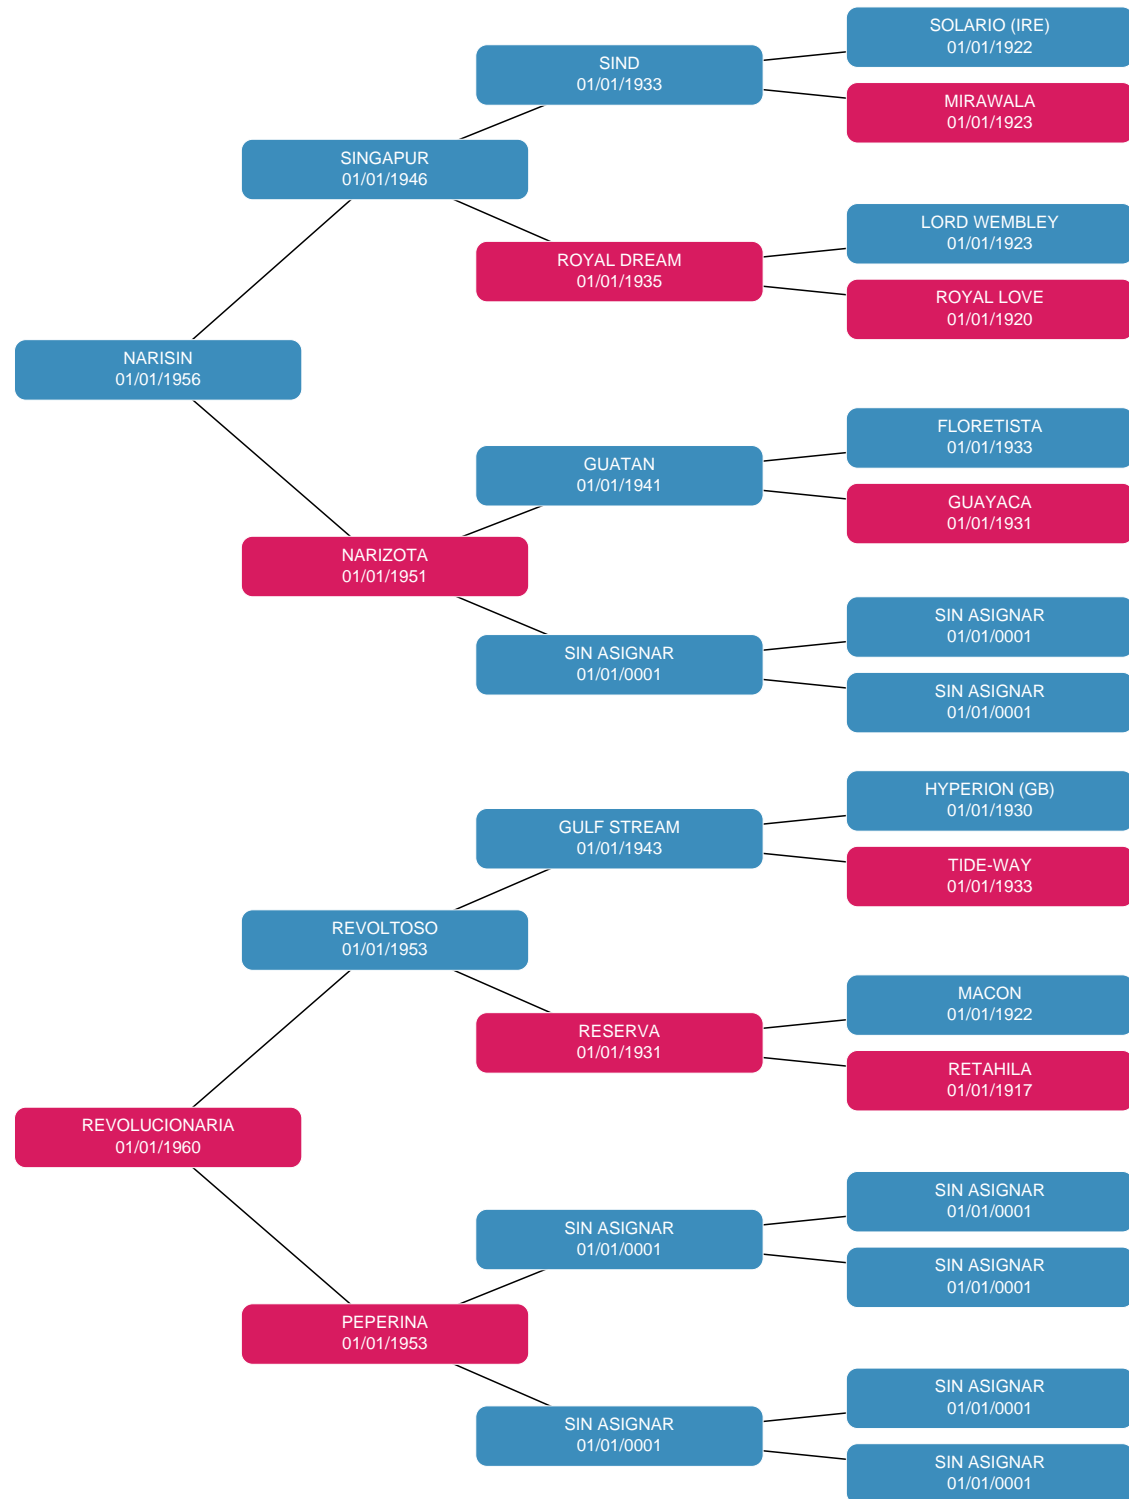 SOLARIO (IRE)
01/01/1922
SIND
01/01/1933
MIRAWALA
01/01/1923
SINGAPUR
01/01/1946
LORD WEMBLEY
01/01/1923
ROYAL DREAM
01/01/1935
ROYAL LOVE
01/01/1920
NARISIN
01/01/1956
FLORETISTA
01/01/1933
GUATAN
01/01/1941
GUAYACA
01/01/1931
NARIZOTA
01/01/1951
SIN ASIGNAR
01/01/0001
SIN ASIGNAR
01/01/0001
SIN ASIGNAR
01/01/0001
HYPERION (GB)
01/01/1930
GULF STREAM
01/01/1943
TIDE-WAY
01/01/1933
REVOLTOSO
01/01/1953
MACON
01/01/1922
RESERVA
01/01/1931
RETAHILA
01/01/1917
REVOLUCIONARIA
01/01/1960
SIN ASIGNAR
01/01/0001
SIN ASIGNAR
01/01/0001
SIN ASIGNAR
01/01/0001
PEPERINA
01/01/1953
SIN ASIGNAR
01/01/0001
SIN ASIGNAR
01/01/0001
SIN ASIGNAR
01/01/0001